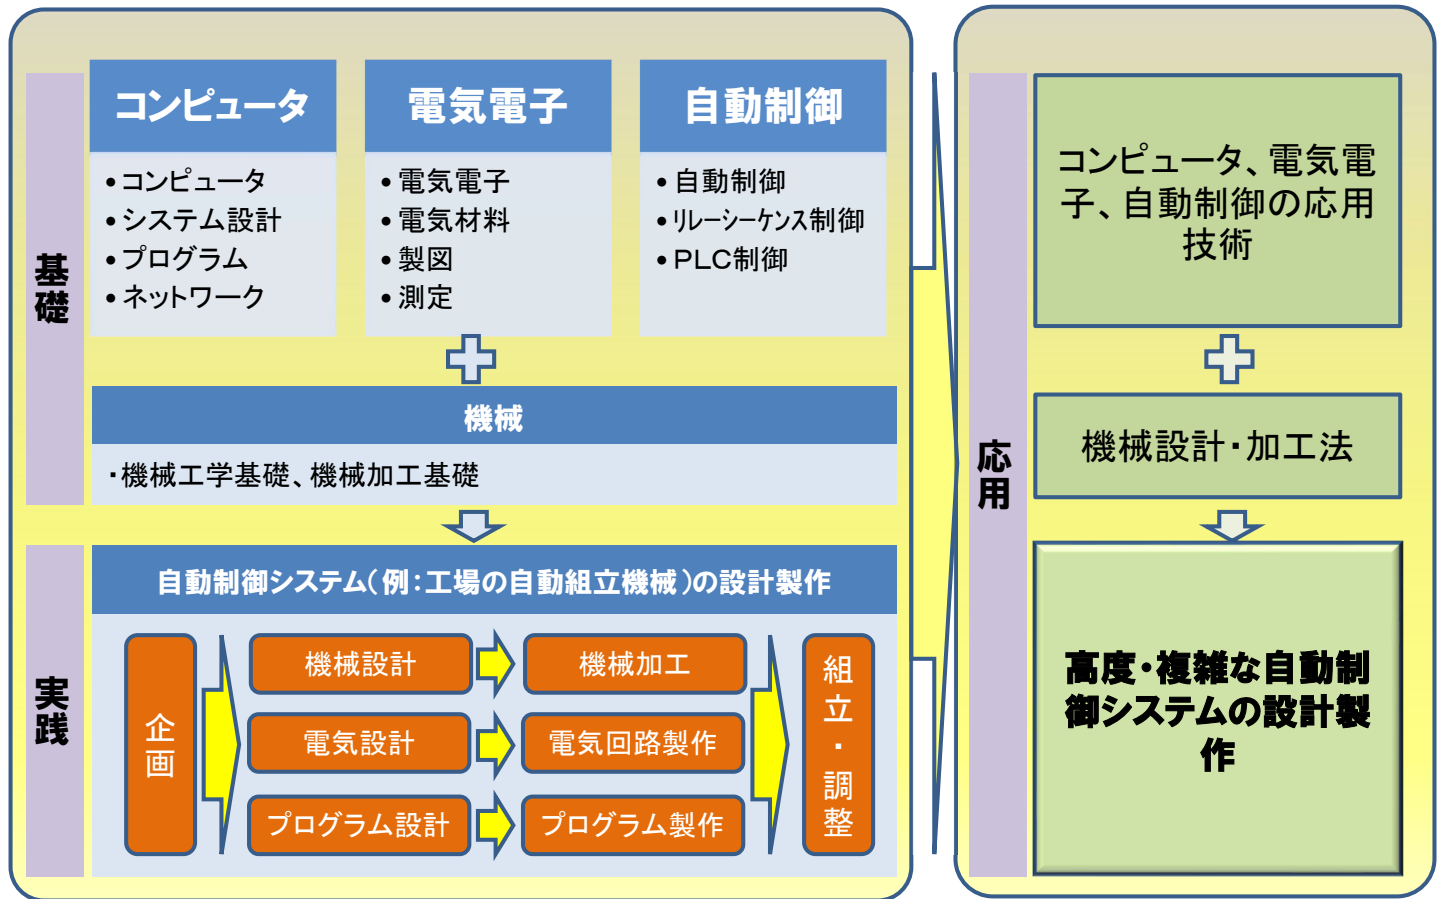 基礎
コンピュータ
•コンピュータ
•システム設計
•プログラム
•ネットワーク
電気電子
•電気電子
•電気材料
•製図
•測定
自動制御
•自動制御
•リレーシーケンス制御
•PLC制御
機械
・機械工学基礎、機械加工基礎
実践
自動制御システム(例:工場の自動組立機械)の設計製作
企画
機械設計
機械加工
電気設計
電気回路製作
プログラム設計
プログラム製作
組立・調整
応用
コンピュータ、電気電
子、自動制御の応用
技術
機械設計・加工法
高度・複雑な自動制
御システムの設計製
作